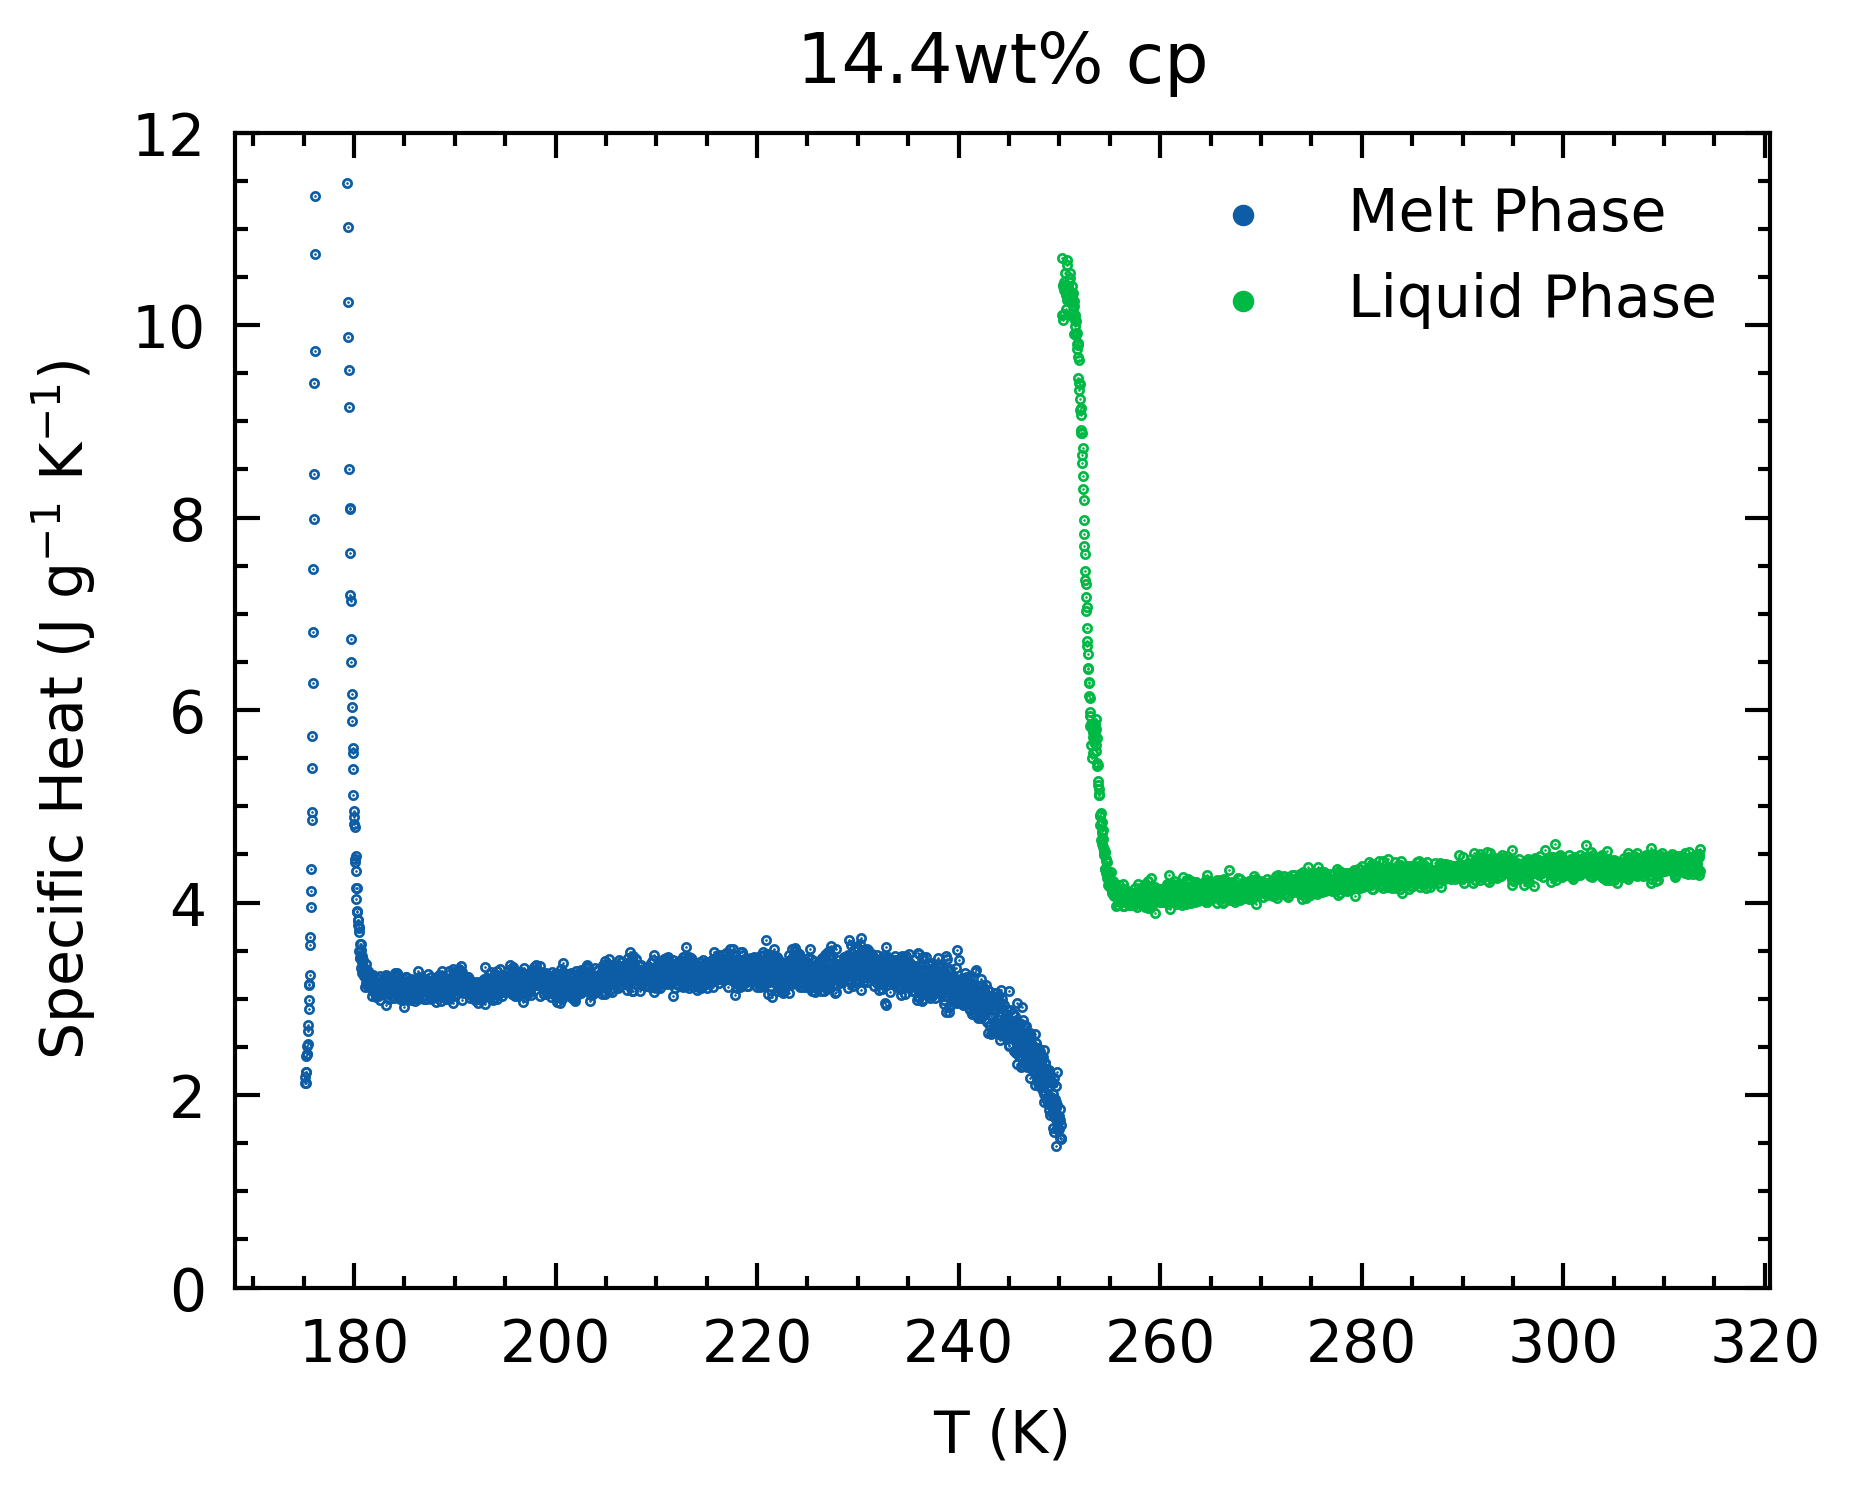 14.4wt% cp
12
10
8
6
4
2
0
Specific Heat (J g⁻¹ K⁻¹)
Melt Phase
Liquid Phase
180 200 220 240 260 280 300 320
T (K)